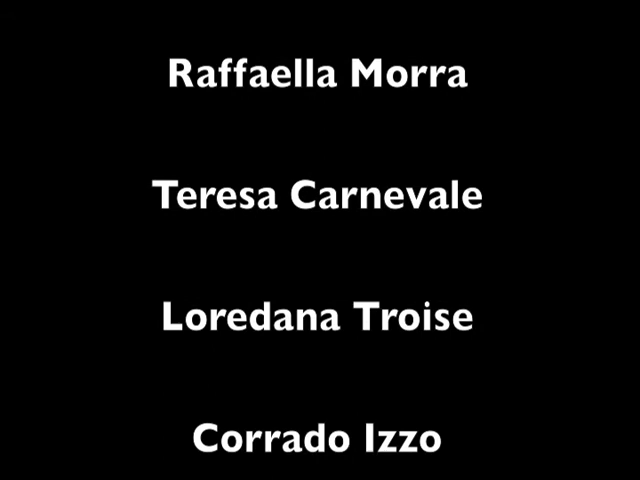 Raffaella Morra
Teresa Carnevale
Loredana Troise
Corrado Izzo